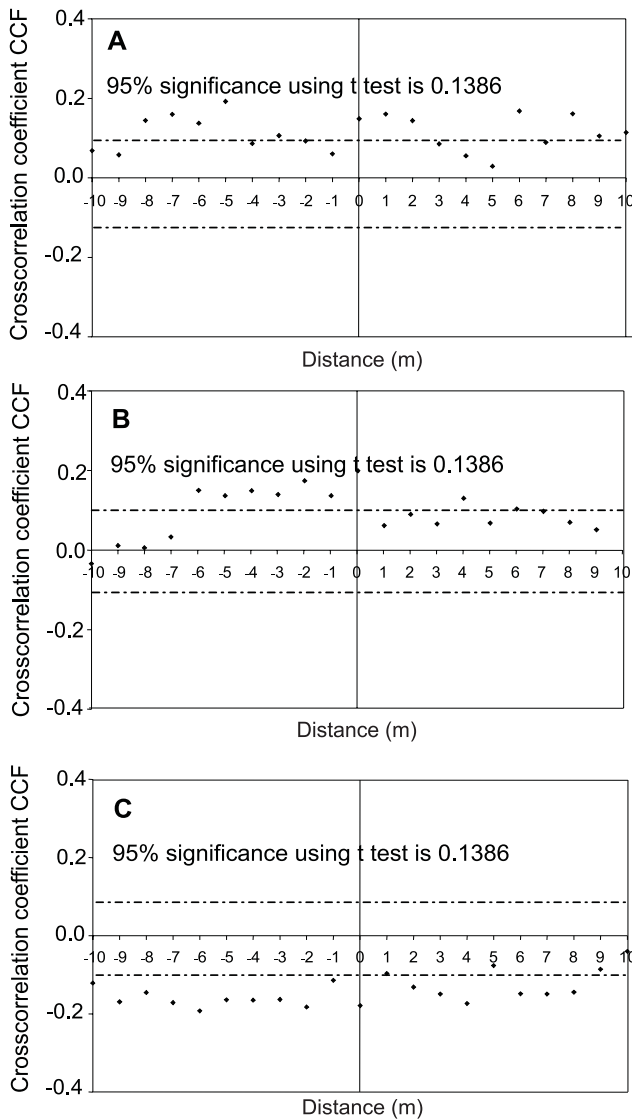 Crosscorrelation coefficient CCF
0.4
A
95% significance using t test is 0.1386
0.2
0.0
-10 -9 -8 -7 -6 -5 -4 -3 -2 -1 0 1 2 3 4 5 6 7 8 9 10
-0.2
-0.4
Distance (m)
Crosscorrelation coefficient CCF
0.4
B
95% significance using t test is 0.1386
0.2
0.0
-10 -9 -8 -7 -6 -5 -4 -3 -2 -1 0 1 2 3 4 5 6 7 8 9 10
-0.2
-0.4
Distance (m)
Crosscorrelation coefficient CCF
0.4
C
95% significance using t test is 0.1386
0.2
0.0
-10 -9 -8 -7 -6 -5 -4 -3 -2 -1 0 1 2 3 4 5 6 7 8 9 10
-0.2
-0.4
Distance (m)